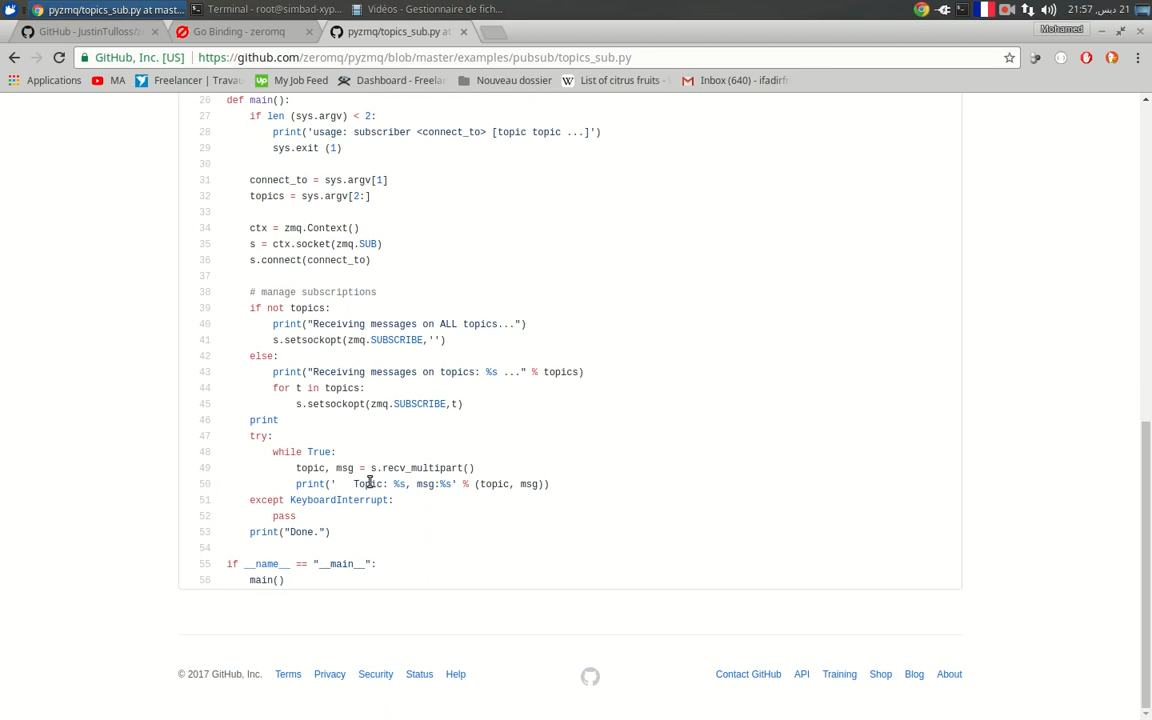 pyzmq/topics_sub.py at mast...
Terminal - root@simbad-xyp...
Vidéos - Gestionnaire de fich...
21 دبس, 21:57
GitHub - JustinTulloss/z
Go Binding - zeromq
pyzmq/topics_sub.py at
Mohamed
GitHub, Inc. [US]
https://github.com/zeromq/pyzmq/blob/master/examples/pubsub/topics_sub.py
Applications
MA
Freelancer | Travau
My Job Feed
Dashboard - Freelan
Nouveau dossier
List of citrus fruits -
Inbox (640) - ifadirfr
26 def main():
27 if len (sys.argv) < 2:
28 print('usage: subscriber <connect_to> [topic topic ...]')
29 sys.exit (1)
30
31 connect_to = sys.argv[1]
32 topics = sys.argv[2:]
33
34 ctx = zmq.Context()
35 s = ctx.socket(zmq.SUB)
36 s.connect(connect_to)
37
38 # manage subscriptions
39 if not topics:
40 print("Receiving messages on ALL topics...")
41 s.setsockopt(zmq.SUBSCRIBE,'')
42 else:
43 print("Receiving messages on topics: %s ..." % topics)
44 for t in topics:
45 s.setsockopt(zmq.SUBSCRIBE,t)
46 print
47 try:
48 while True:
49 topic, msg = s.recv_multipart()
50 print('   Topic: %s, msg:%s' % (topic, msg))
51 except KeyboardInterrupt:
52 pass
53 print("Done.")
54
55 if __name__ == "__main__":
56 main()
© 2017 GitHub, Inc.
Terms
Privacy
Security
Status
Help
Contact GitHub
API
Training
Shop
Blog
About